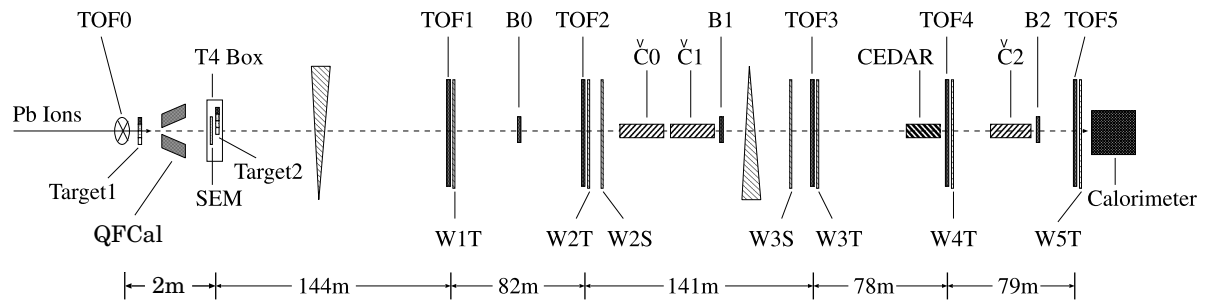 TOF0
TOF1
B0
TOF2
B1
TOF3
TOF4
B2
TOF5
T4 Box
Č0
Č1
CEDAR
Č2
Pb Ions
Target1
Target2
SEM
Calorimeter
QFCal
W1T
W2T
W2S
W3S
W3T
W4T
W5T
2m
144m
82m
141m
78m
79m